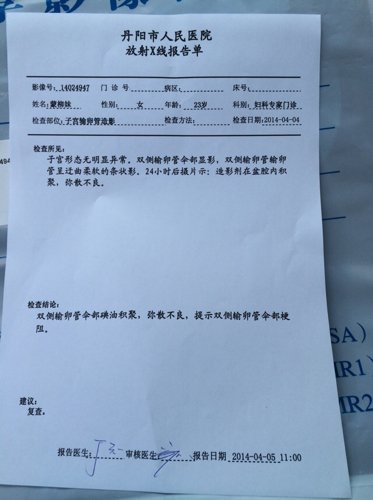 丹阳市人民医院
放射X线报告单
影像号: L4024947 门 诊 号: 病区: 床号:
姓名: 蒙柳妹 性别: 女 年龄: 23岁 科别: 妇科专家门诊
检查部位: 子宫输卵管造影 检查方法: 检查日期: 2014-04-04
检查所见:
子宫形态无明显异常。双侧输卵管伞部显影, 双侧输卵管输卵
管呈迂曲柔软的条状影。24小时后摄片示: 造影剂在盆腔内积
聚, 弥散不良。
检查结论:
双侧输卵管伞部碘油积聚, 弥散不良, 提示双侧输卵管伞部梗
阻。
建议:
复查。
报告医生: 审核医生: 报告日期 2014-04-05 11:00
SA)
MR1)
MR2